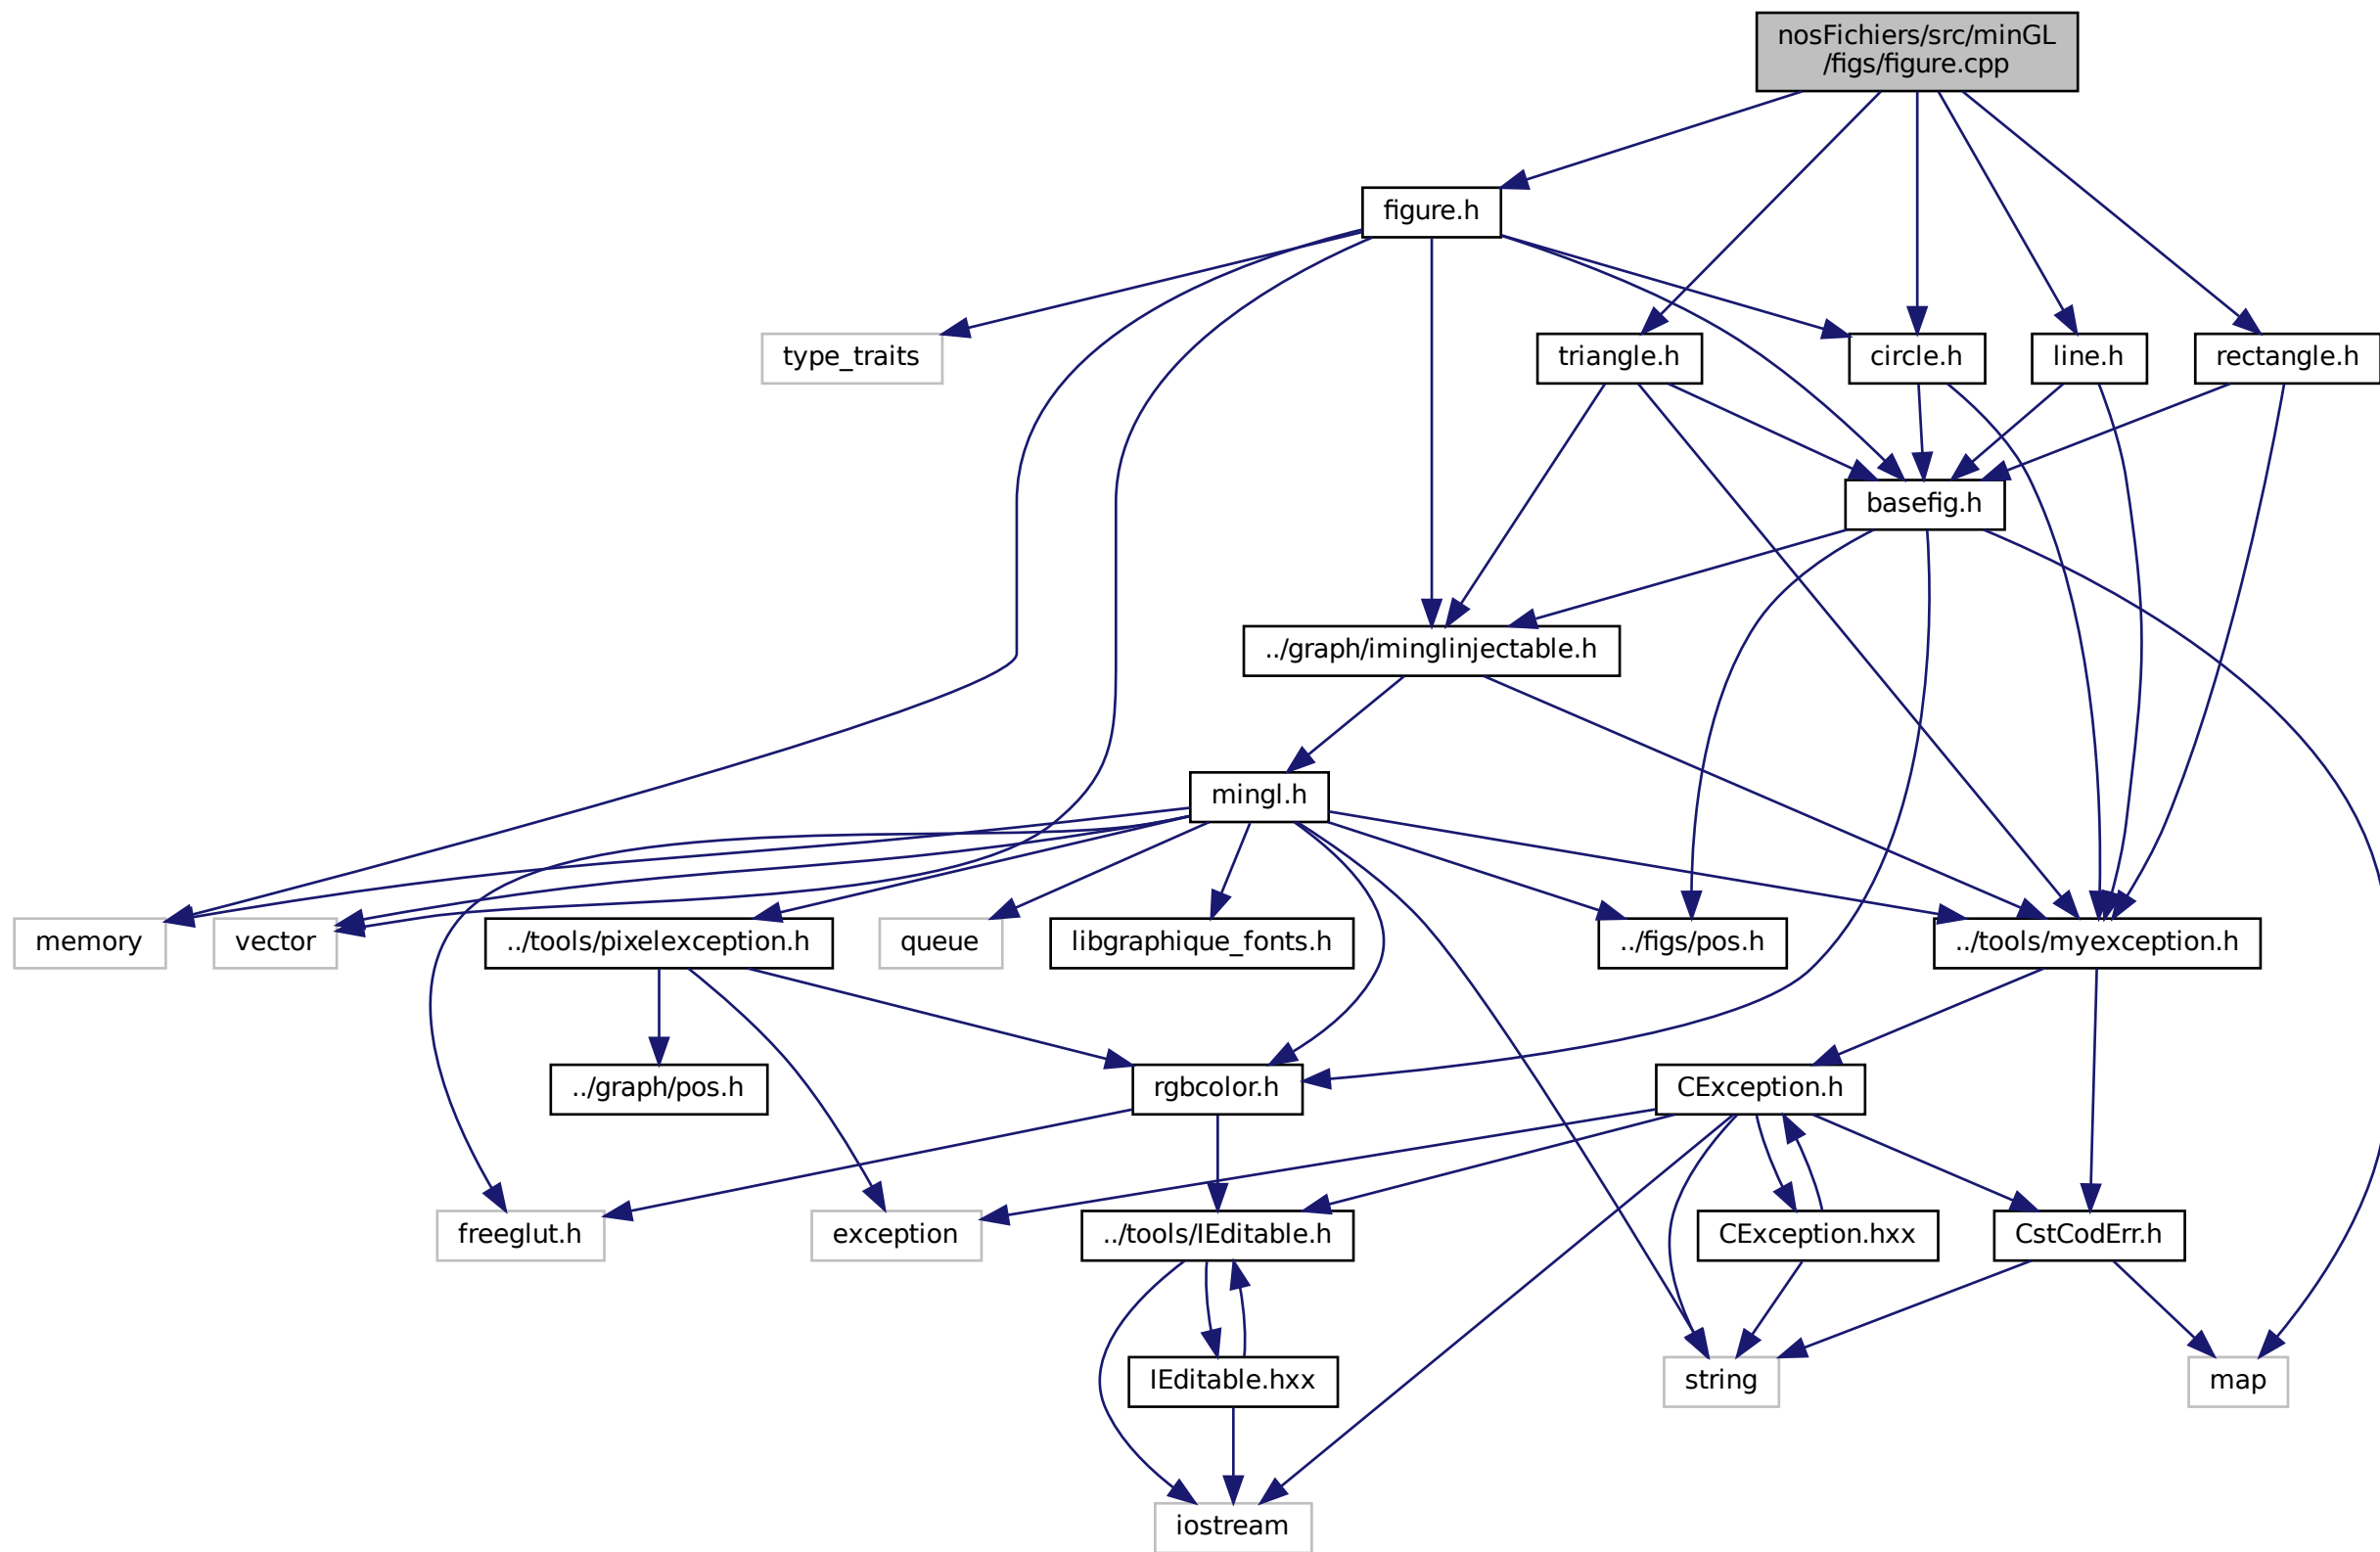 nosFichiers/src/minGL
/figs/figure.cpp
figure.h
type_traits
triangle.h
circle.h
line.h
rectangle.h
basefig.h
../graph/iminglinjectable.h
mingl.h
memory
vector
../tools/pixelexception.h
queue
libgraphique_fonts.h
../figs/pos.h
../tools/myexception.h
../graph/pos.h
rgbcolor.h
CException.h
freeglut.h
exception
../tools/IEditable.h
CException.hxx
CstCodErr.h
IEditable.hxx
string
map
iostream